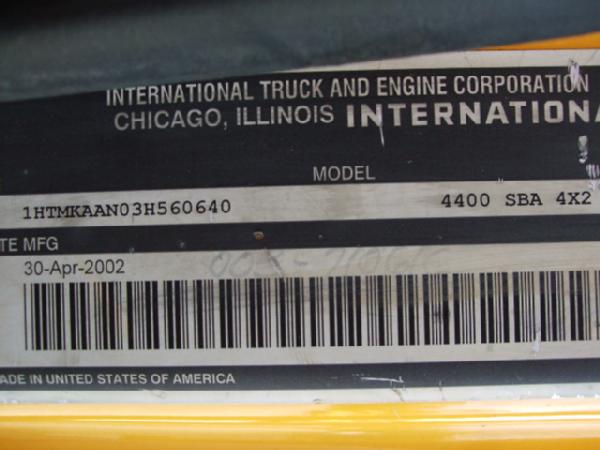 INTERNATIONAL TRUCK AND ENGINE CORPORATION
CHICAGO, ILLINOIS INTERNATIONA
MODEL
1HTMKAAN03H560640 4400 SBA 4X2
TE MFG
30-Apr-2002
ADE IN UNITED STATES OF AMERICA